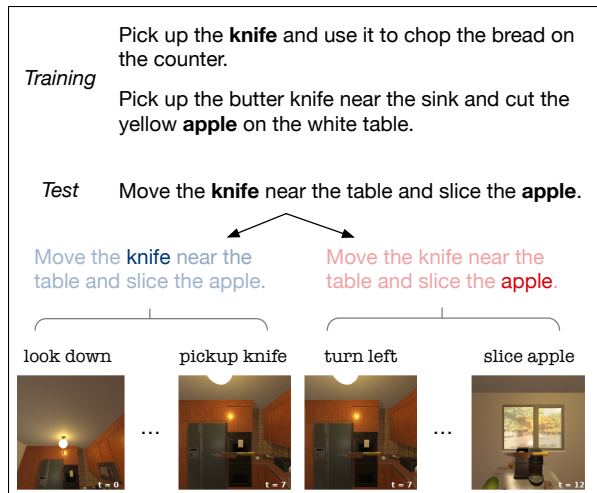 Training
Pick up the knife and use it to chop the bread on
the counter.
Pick up the butter knife near the sink and cut the
yellow apple on the white table.
Test
Move the knife near the table and slice the apple.
Move the knife near the
table and slice the apple.
Move the knife near the
table and slice the apple.
look down
pickup knife
turn left
slice apple
...
...
t = 0
t = 7
t = 7
t = 12